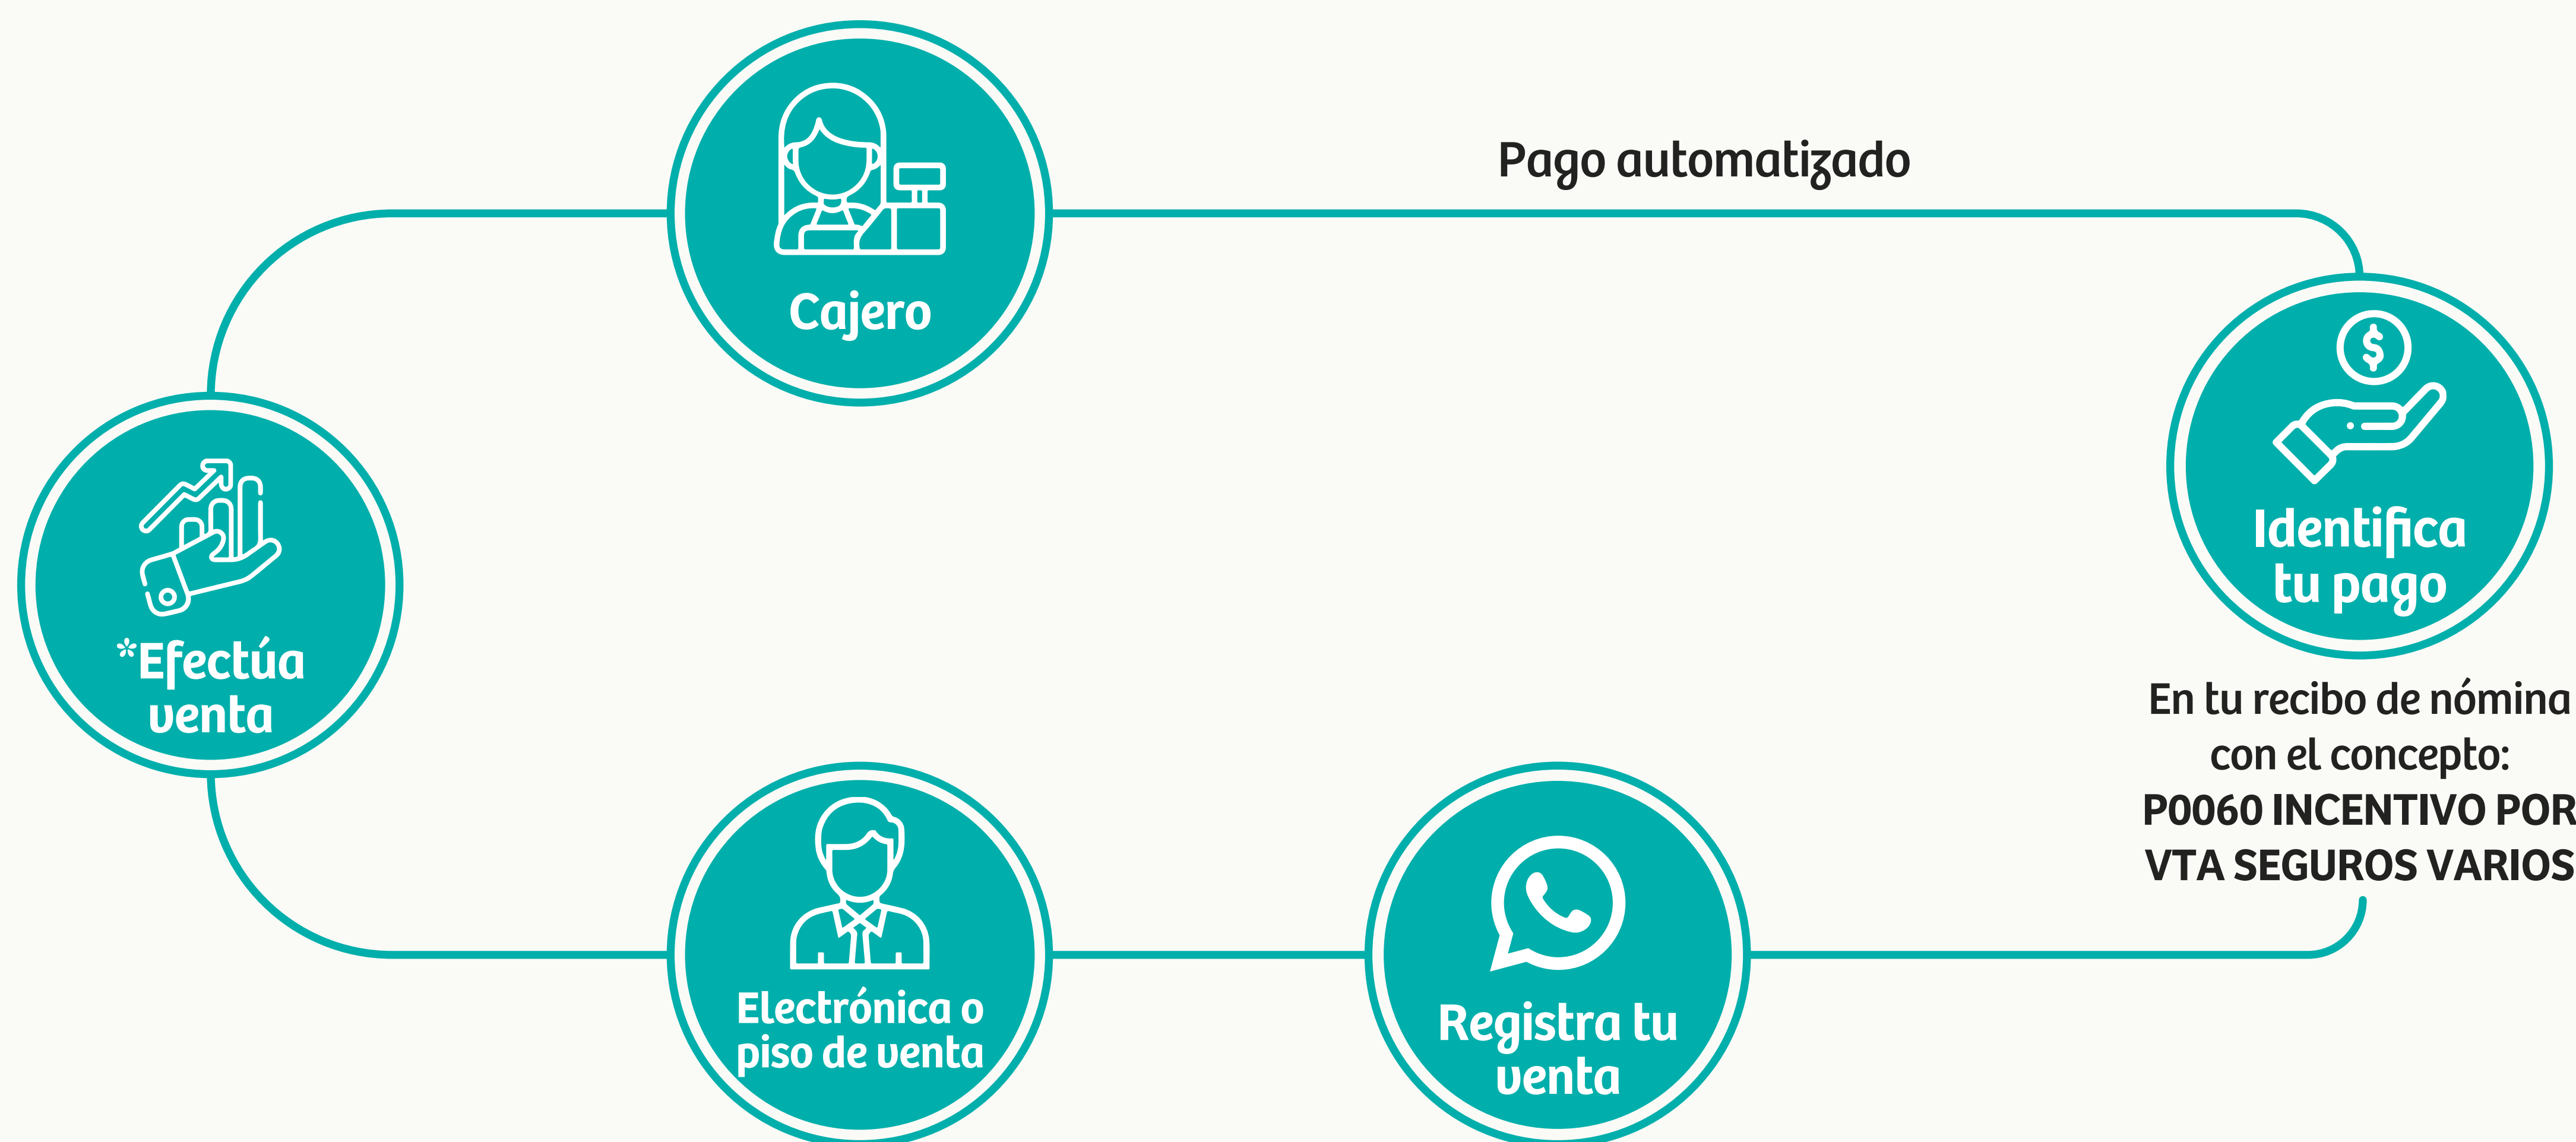 Cajero
Pago automatizado
*Efectúa
venta
Identifica
tu pago
En tu recibo de nómina
con el concepto:
P0060 INCENTIVO POR
VTA SEGUROS VARIOS
Electrónica o
piso de venta
Registra tu
venta